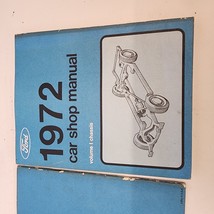 Ford
1972
car shop manual
volume I chassis